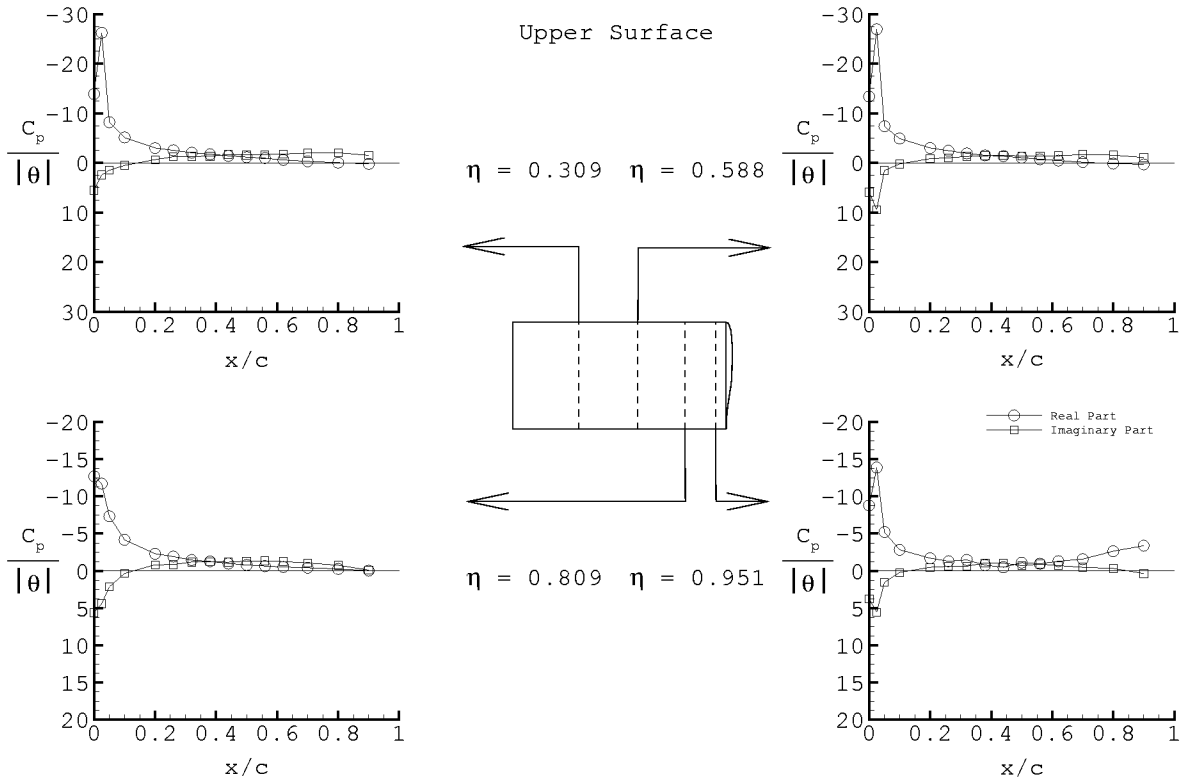 Upper Surface
-30
-20
-10
0
10
20
30
Cp
|θ|
0 0.2 0.4 0.6 0.8 1
x/c
-30
-20
-10
0
10
20
30
Cp
|θ|
0 0.2 0.4 0.6 0.8 1
x/c
η = 0.309 η = 0.588
-20
-15
-10
-5
0
5
10
15
20
Cp
|θ|
0 0.2 0.4 0.6 0.8 1
x/c
η = 0.809 η = 0.951
-20
-15
-10
-5
0
5
10
15
20
Cp
|θ|
0 0.2 0.4 0.6 0.8 1
x/c
Real Part
Imaginary Part